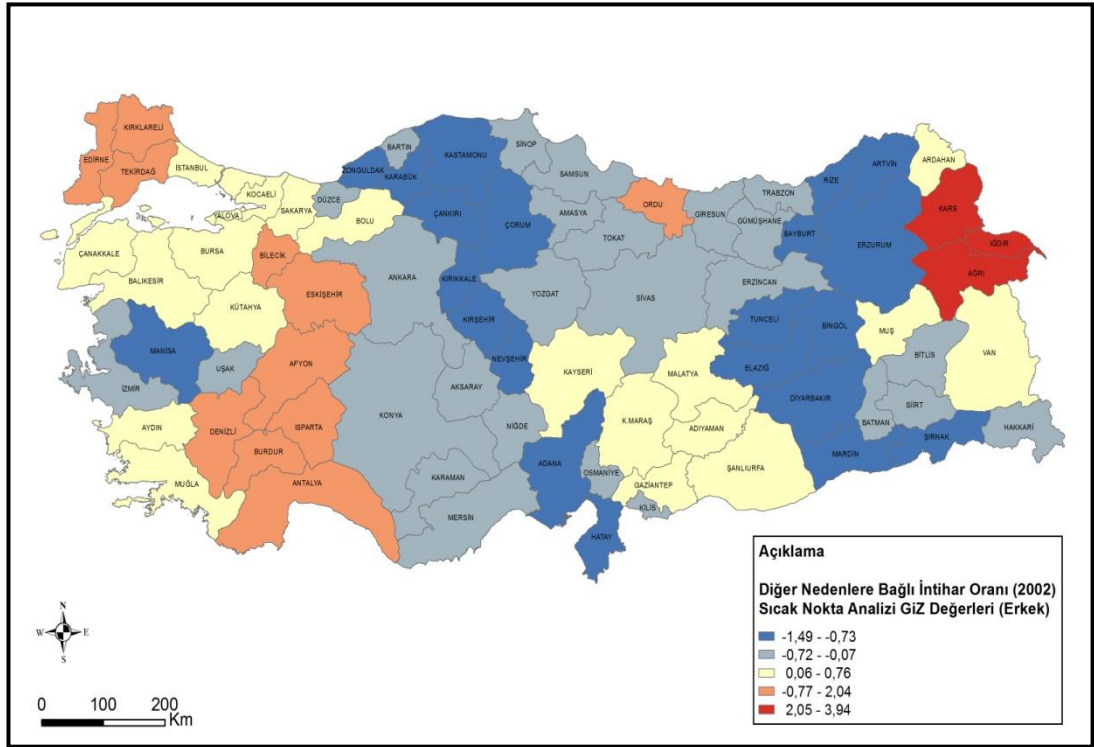 KIRKLARELİ
EDİRNE
TEKİRDAĞ
İSTANBUL
KOCAELİ
YALOVA
SAKARYA
DÜZCE
BOLU
ZONGULDAK
BARTIN
KARABÜK
KASTAMONU
SİNOP
SAMSUN
ÇANKIRI
ÇORUM
AMASYA
TOKAT
ORDU
GİRESUN
TRABZON
GÜMÜŞHANE
BAYBURT
RİZE
ARTVİN
ARDAHAN
KARS
IĞDIR
AĞRI
ERZURUM
ERZİNCAN
ÇANAKKALE
BURSA
BİLECİK
BALIKESİR
KÜTAHYA
ESKİŞEHİR
ANKARA
KIRIKKALE
YOZGAT
SİVAS
KIRŞEHİR
NEVŞEHİR
KAYSERİ
MANİSA
UŞAK
AFYON
İZMİR
AYDIN
DENİZLİ
ISPARTA
BURDUR
MUĞLA
ANTALYA
KONYA
AKSARAY
NİĞDE
KARAMAN
MERSİN
ADANA
OSMANİYE
HATAY
KİLİS
GAZİANTEP
K.MARAŞ
MALATYA
ADIYAMAN
ŞANLIURFA
TUNCELİ
BİNGÖL
ELAZIĞ
DİYARBAKIR
MARDİN
MUŞ
BİTLİS
VAN
BATMAN
SİİRT
ŞIRNAK
HAKKARİ
N
W E
S
0 100 200
Km
Açıklama
Diğer Nedenlere Bağlı İntihar Oranı (2002)
Sıcak Nokta Analizi GiZ Değerleri (Erkek)
-1,49 - -0,73
-0,72 - -0,07
0,06 - 0,76
-0,77 - 2,04
2,05 - 3,94